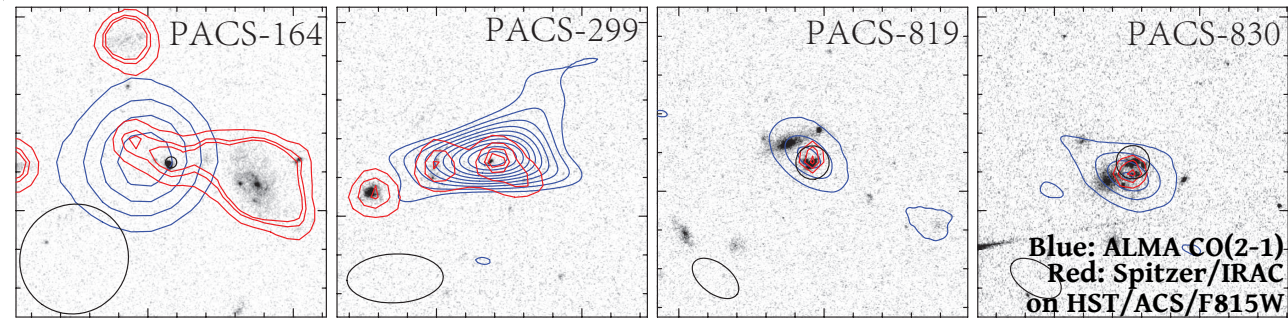 PACS-164
PACS-299
PACS-819
PACS-830
Blue: ALMA CO(2-1)
Red: Spitzer/IRAC
on HST/ACS/F815W